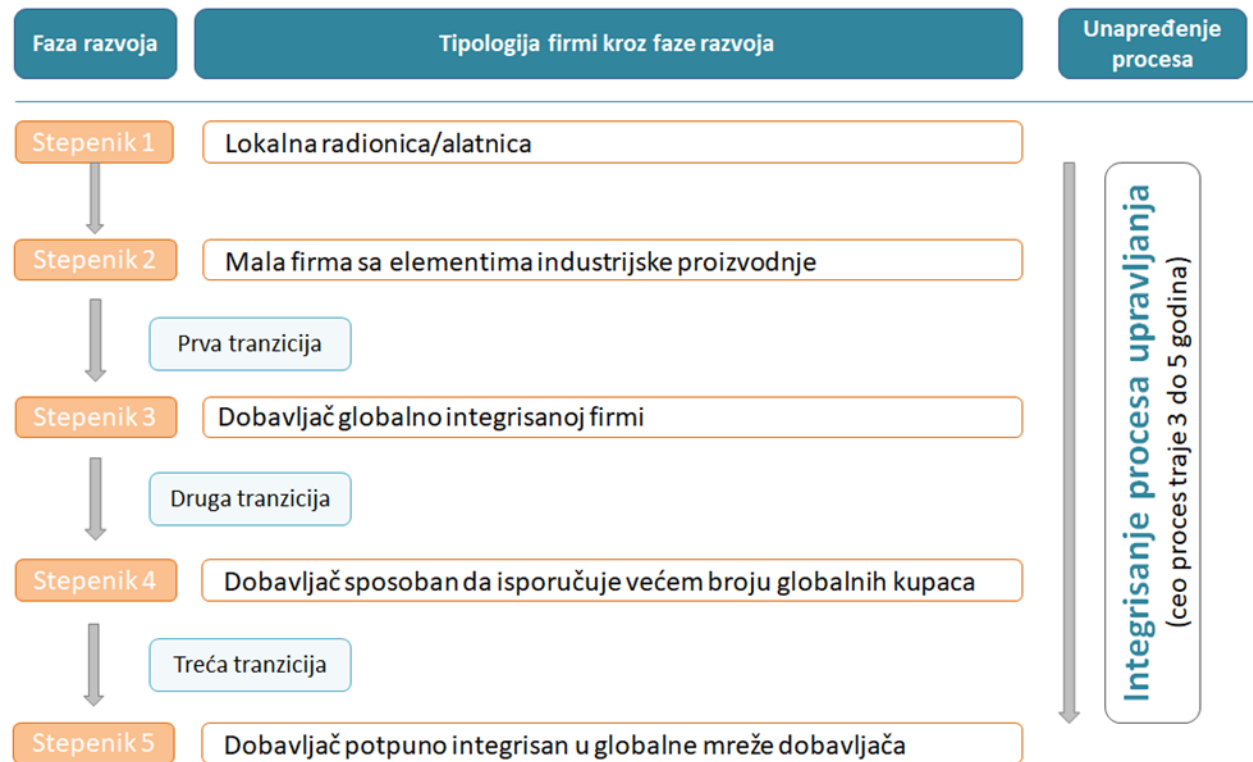 Faza razvoja
Tipologija firmi kroz faze razvoja
Unapređenje
procesa
Stepenik 1
Lokalna radionica/alatnica
Stepenik 2
Mala firma sa elementima industrijske proizvodnje
Prva tranzicija
Stepenik 3
Dobavljač globalno integrisanoj firmi
Druga tranzicija
Stepenik 4
Dobavljač sposoban da isporučuje većem broju globalnih kupaca
Treća tranzicija
Stepenik 5
Dobavljač potpuno integrisan u globalne mreže dobavljača
Integrisanje procesa upravljanja
(ceo proces traje 3 do 5 godina)